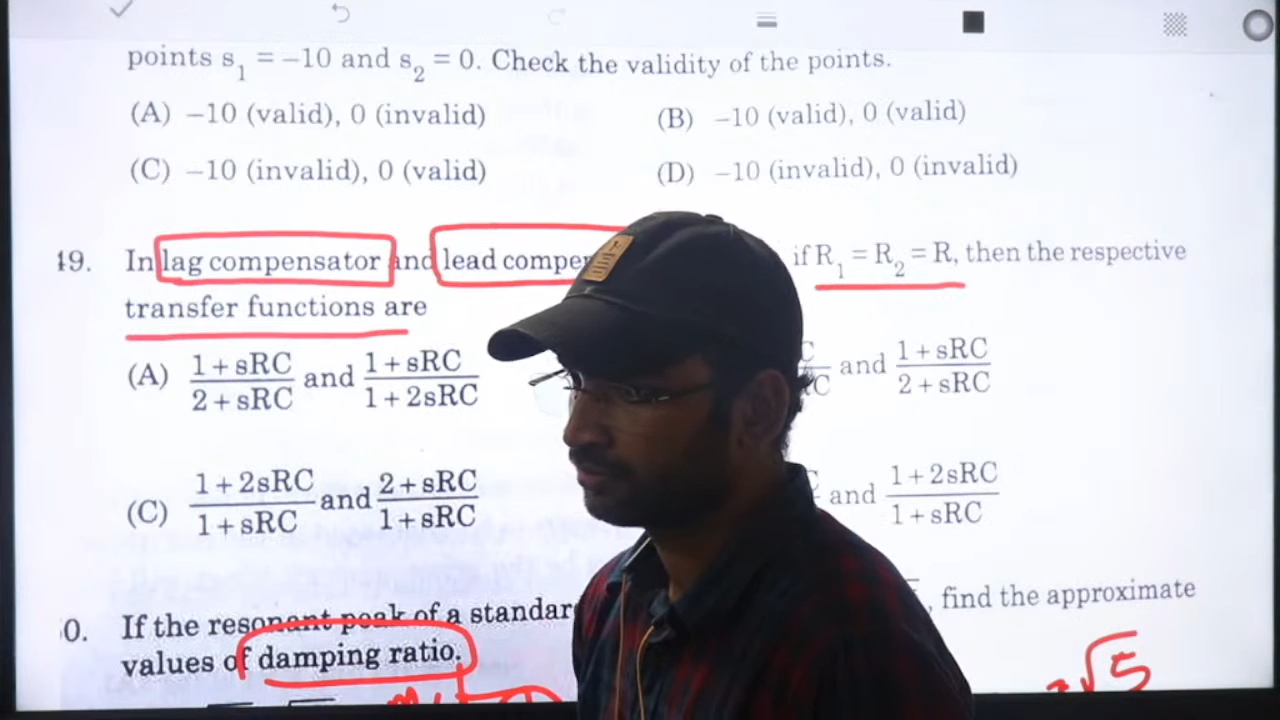 points s₁ = −10 and s₂ = 0. Check the validity of the points.
(A) −10 (valid), 0 (invalid) (B) −10 (valid), 0 (valid)
(C) −10 (invalid), 0 (valid) (D) −10 (invalid), 0 (invalid)
49. In lag compensator and lead if R₁ = R₂ = R, then the respective
transfer functions are
(A) (1+sRC)/(2+sRC) and (1+sRC)/(1+2sRC) and (1+sRC)/(2+sRC)
(C) (1+2sRC)/(1+sRC) and (2+sRC)/(1+sRC) and (1+2sRC)/(1+sRC)
0. If the resonant peak of a , find the approximate
values of damping ratio.
√5